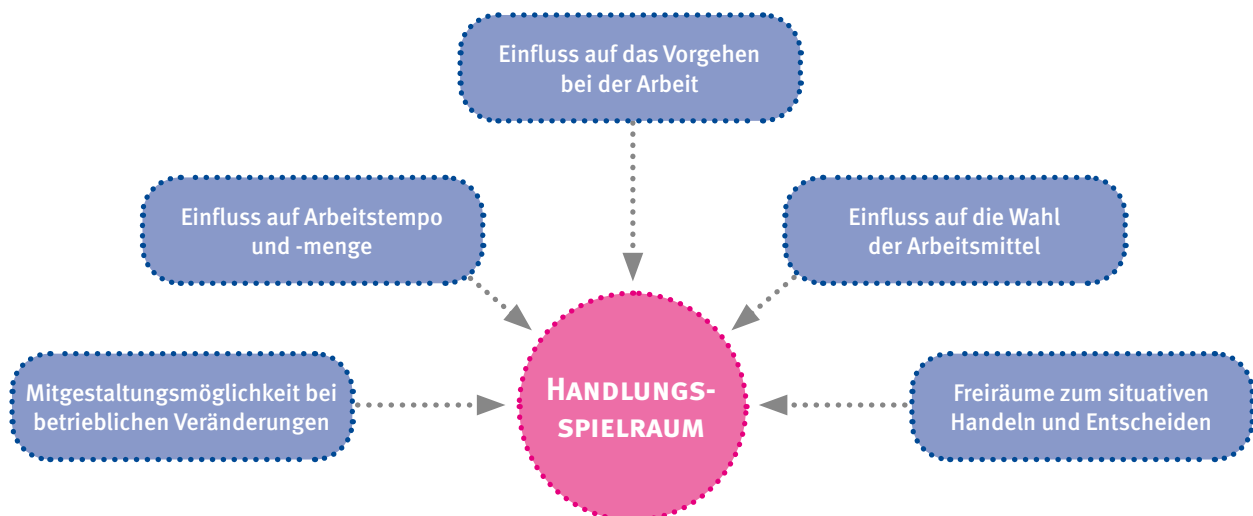 Einfluss auf das Vorgehen
bei der Arbeit
Einfluss auf Arbeitstempo
und -menge
Einfluss auf die Wahl
der Arbeitsmittel
Mitgestaltungsmöglichkeit bei
betrieblichen Veränderungen
HANDLUNGS-
SPIELRAUM
Freiräume zum situativen
Handeln und Entscheiden